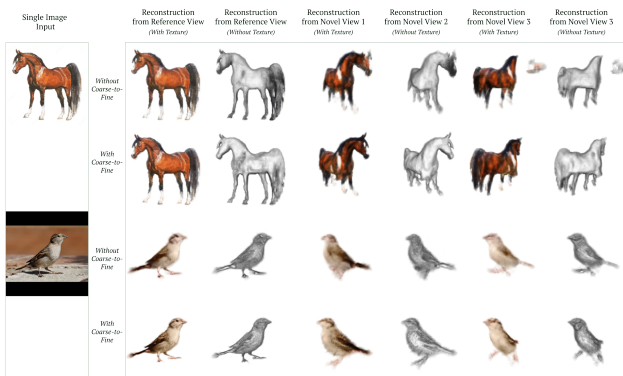 Single Image
Input
Reconstruction
from Reference View
(With Texture)
Reconstruction
from Reference View
(Without Texture)
Reconstruction
from Novel View 1
(With Texture)
Reconstruction
from Novel View 2
(Without Texture)
Reconstruction
from Novel View 3
(With Texture)
Reconstruction
from Novel View 3
(Without Texture)
Without
Coarse-to-
Fine
With
Coarse-to-
Fine
Without
Coarse-to-
Fine
With
Coarse-to-
Fine